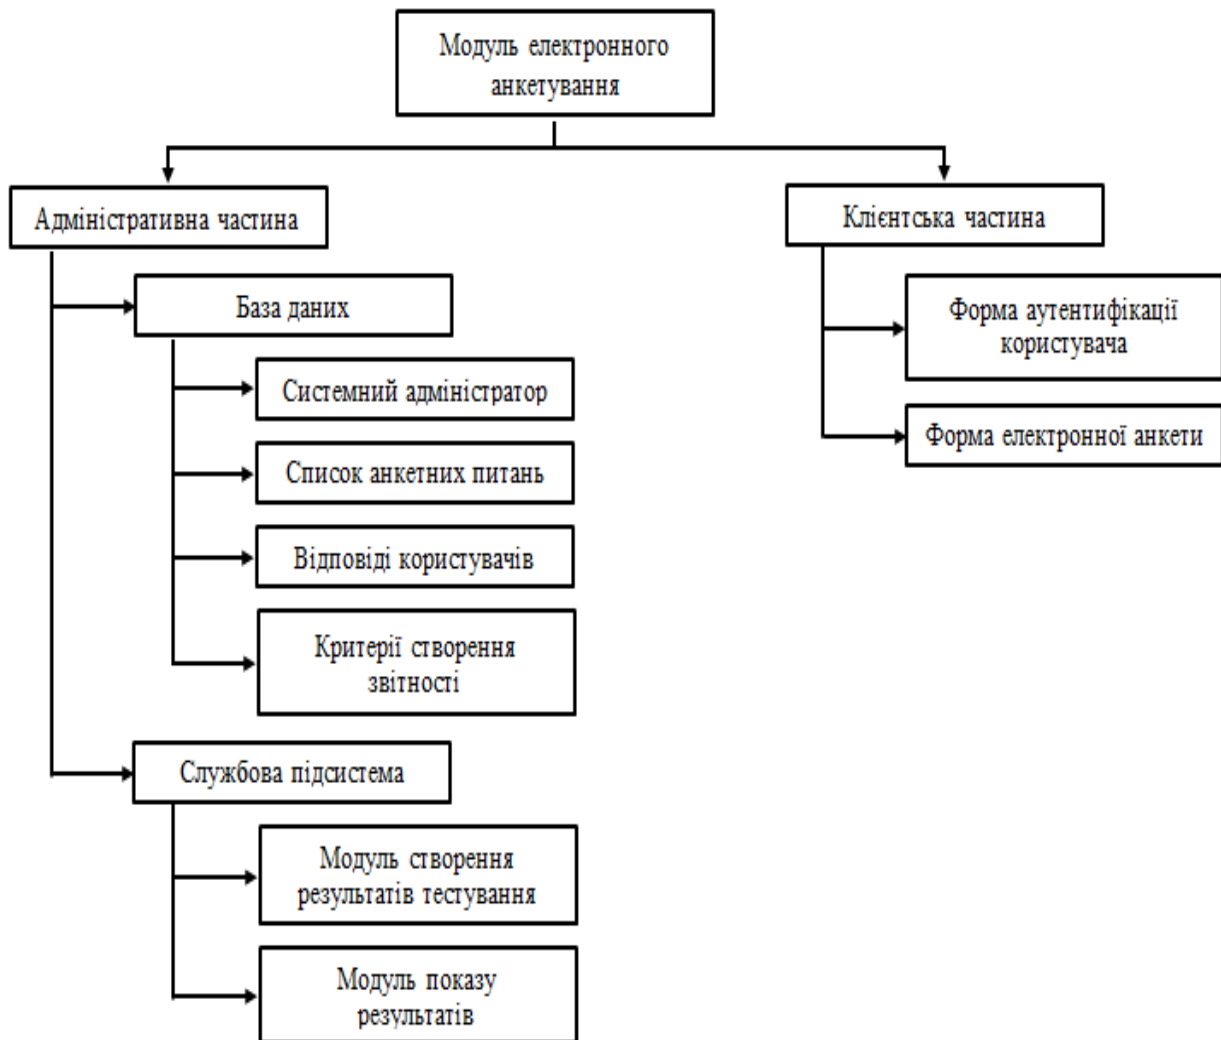 Модуль електронного
анкетування
Адміністративна частина
Клієнтська частина
База даних
Форма аутентифікації
користувача
Системний адміністратор
Форма електронної анкети
Список анкетних питань
Відповіді користувачів
Критерії створення
звітності
Службова підсистема
Модуль створення
результатів тестування
Модуль показу
результатів